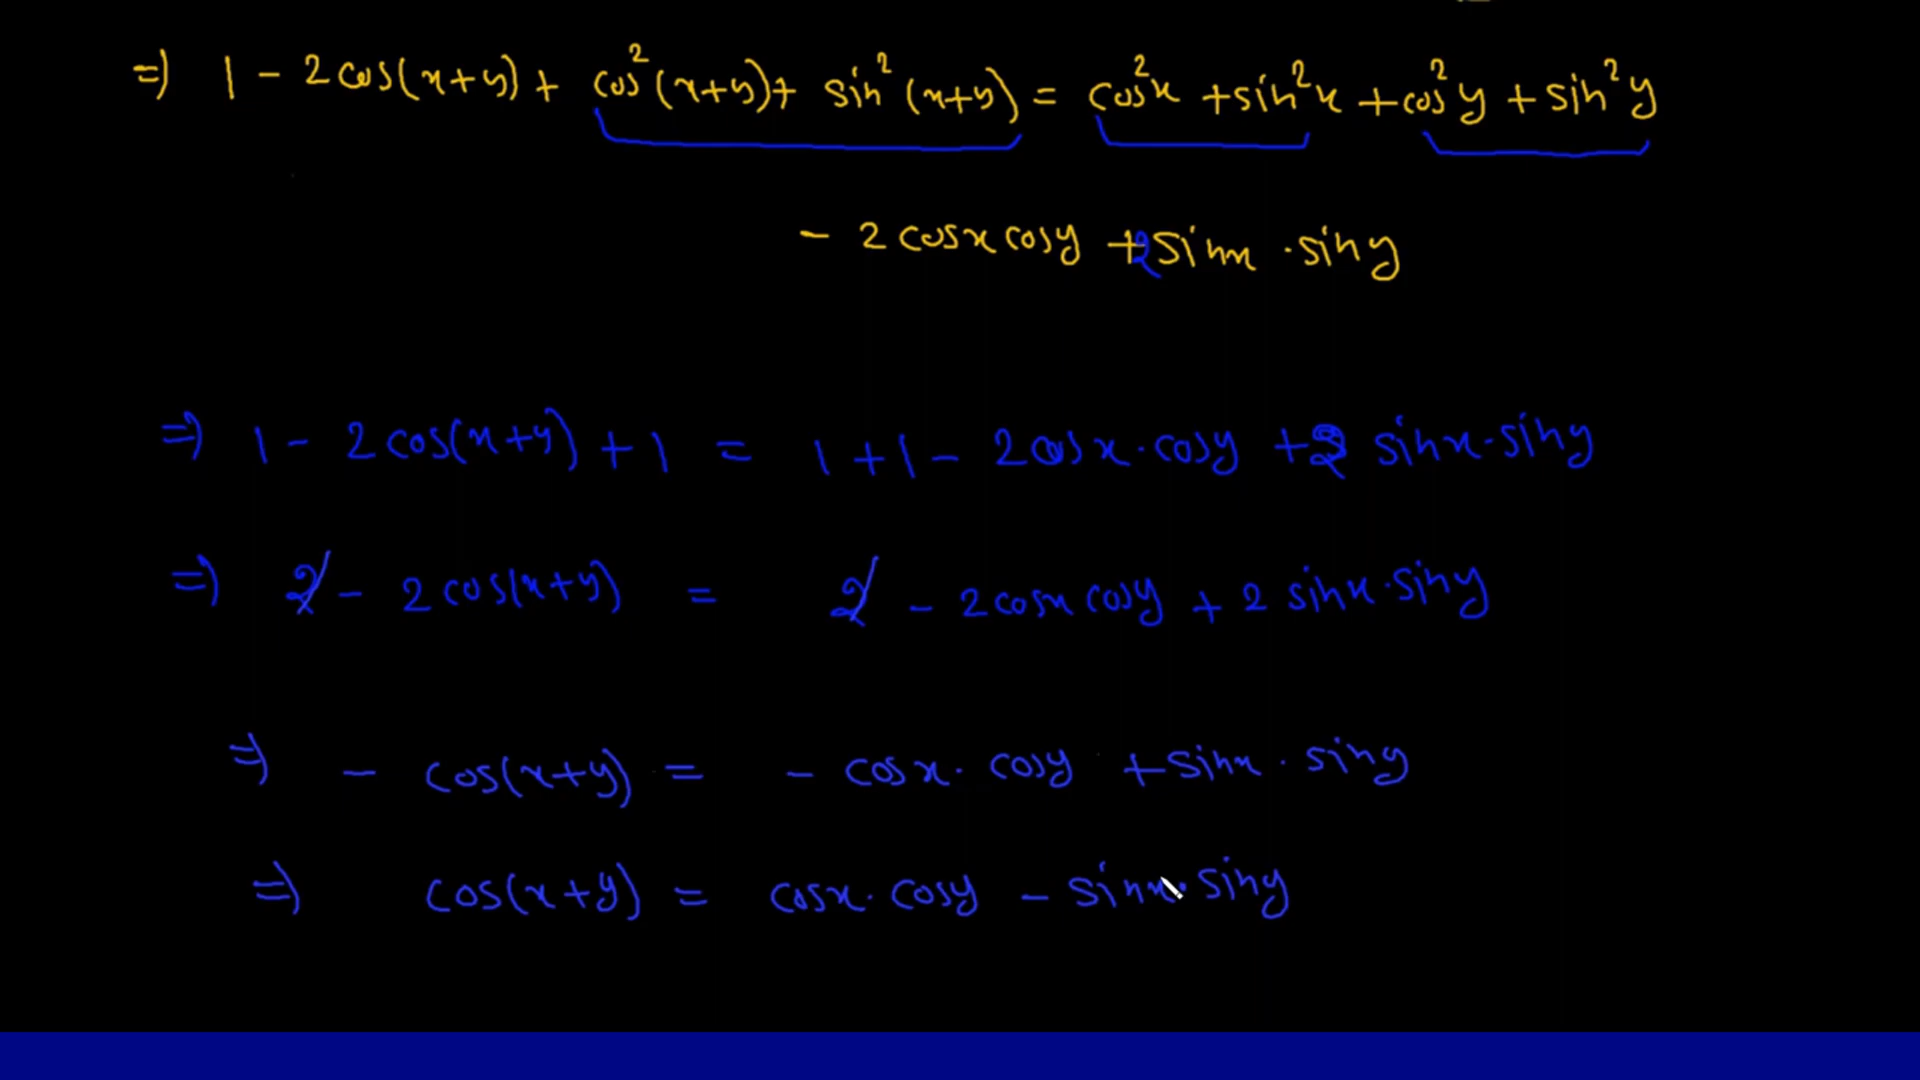 ⇒ 1 - 2cos(x+y) + cos²(x+y) + sin²(x+y) = cos²x + sin²x + cos²y + sin²y
- 2cosx cosy + 2 sinx · siny
⇒ 1 - 2cos(x+y) + 1 = 1 + 1 - 2cosx · cosy + 2 sinx · siny
⇒ 2 - 2cos(x+y) = 2 - 2cosx cosy + 2 sinx · siny
⇒ - cos(x+y) = - cosx · cosy + sinx · siny
⇒ cos(x+y) = cosx · cosy - sinx · siny